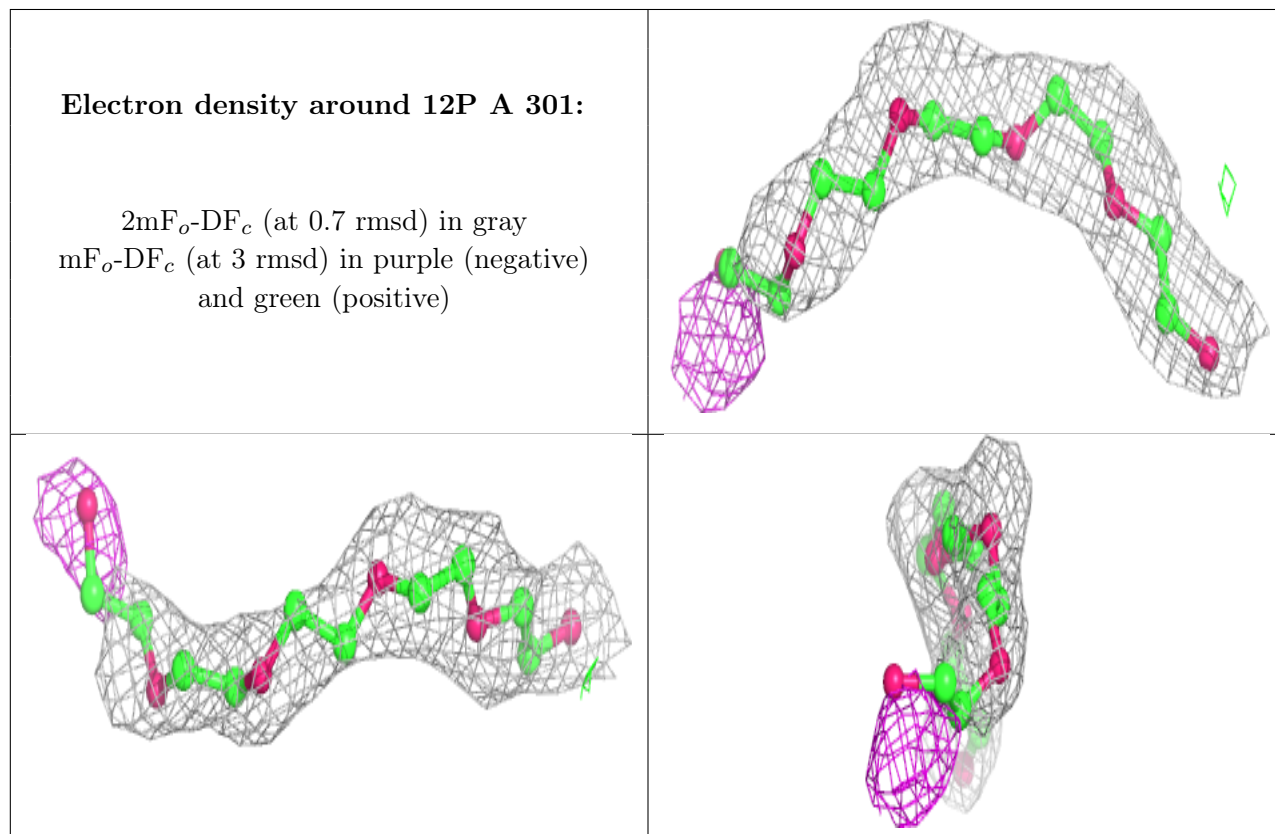 Electron density around 12P A 301:
2mFo-DFc (at 0.7 rmsd) in gray
mFo-DFc (at 3 rmsd) in purple (negative)
and green (positive)